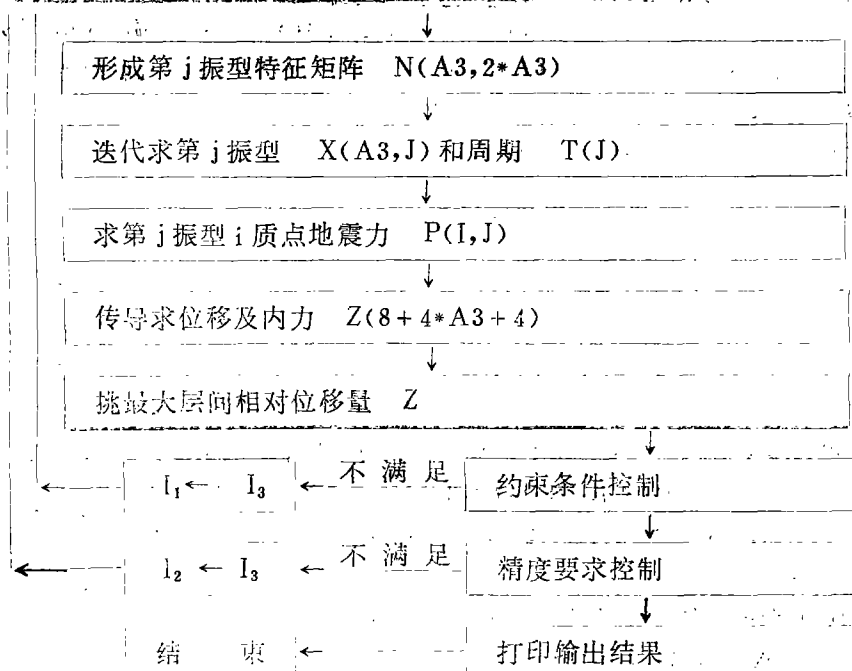 形成第j振型特征矩阵 N(A3,2*A3)
迭代求第j振型 X(A3,J)和周期 T(J)
求第j振型i质点地震力 P(I,J)
传导求位移及内力 Z(8+4*A3+4)
挑最大层间相对位移量 Z
I₁← I₃ ← 不满足 约束条件控制
I₂ ← I₃ ← 不满足 精度要求控制
结 束 ← 打印输出结果